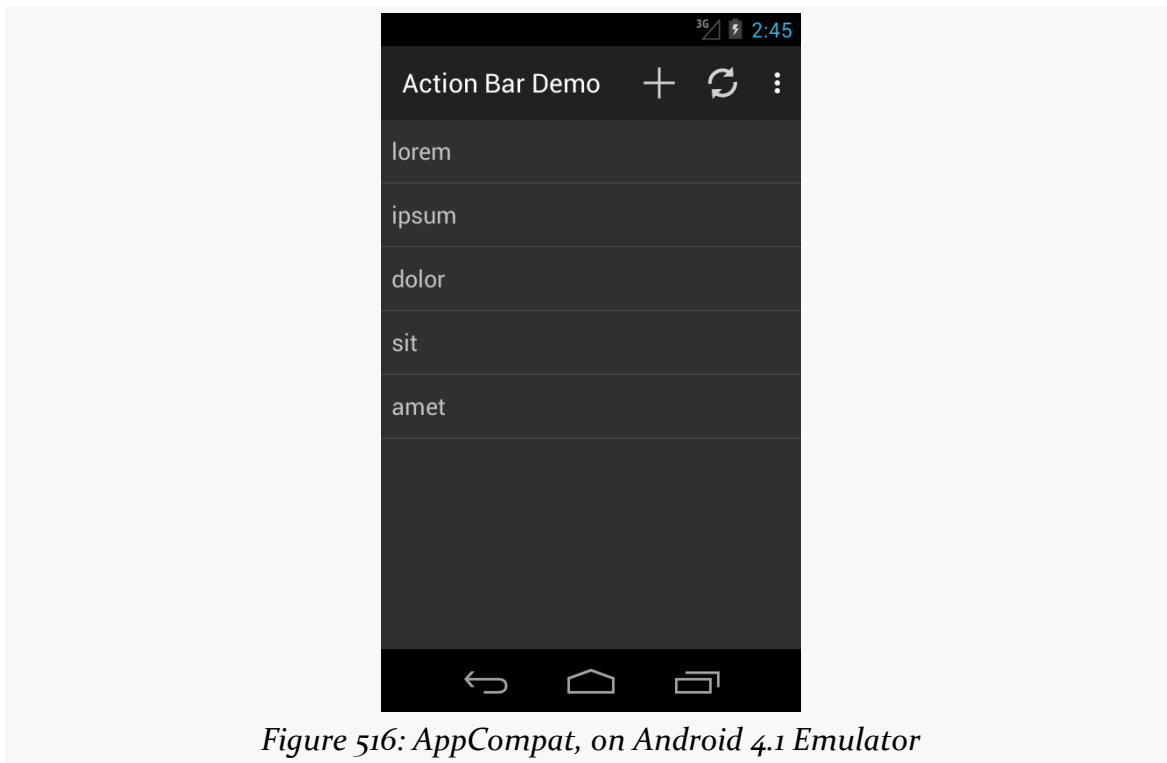 3G 2:45
Action Bar Demo
lorem
ipsum
dolor
sit
amet
Figure 516: AppCompat, on Android 4.1 Emulator